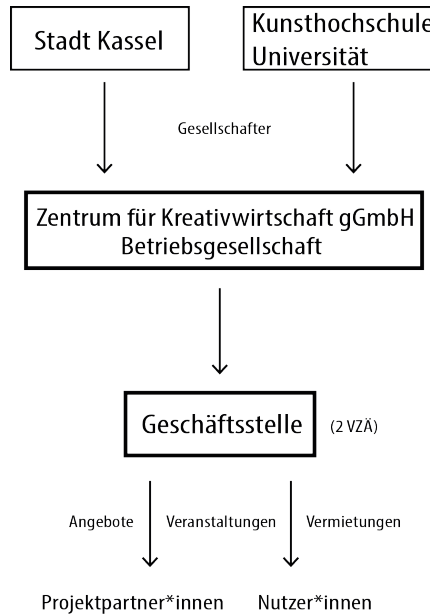 Stadt Kassel
Kunsthochschule
Universität
Gesellschafter
Zentrum für Kreativwirtschaft gGmbH
Betriebsgesellschaft
Geschäftsstelle (2 VZÄ)
Angebote Veranstaltungen Vermietungen
Projektpartner*innen Nutzer*innen